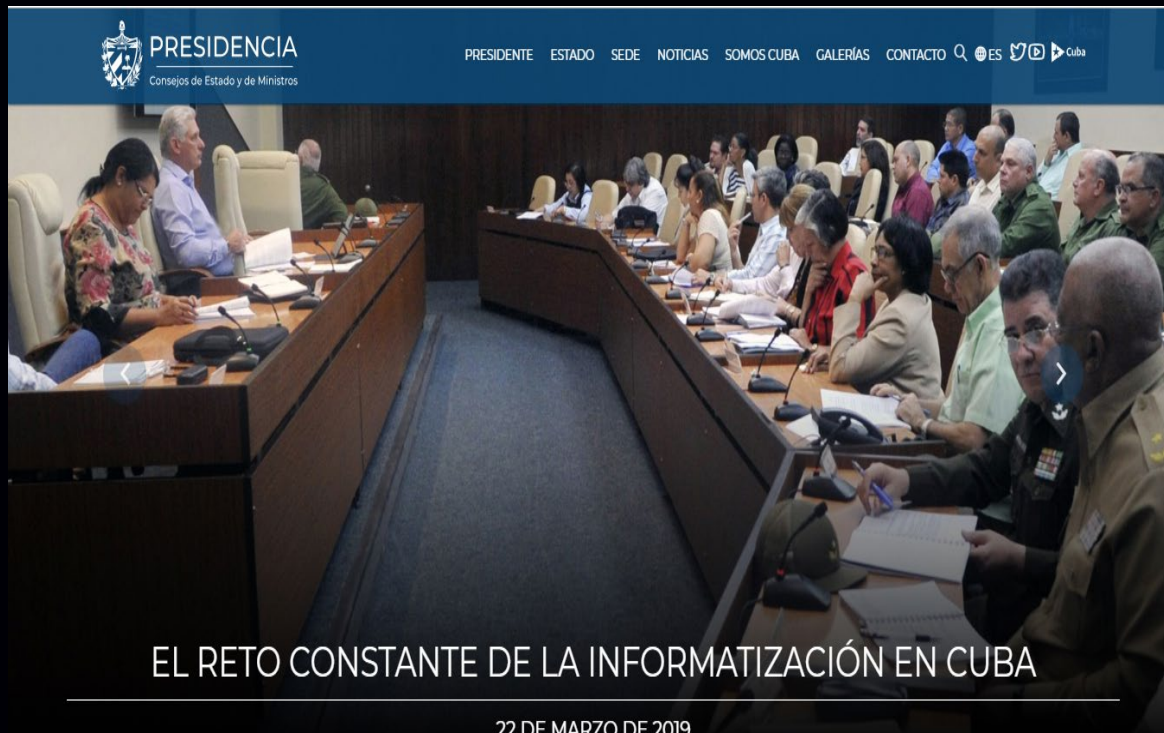 PRESIDENCIA
Consejos de Estado y de Ministros
PRESIDENTE ESTADO SEDE NOTICIAS SOMOS CUBA GALERÍAS CONTACTO ES Cuba
EL RETO CONSTANTE DE LA INFORMATIZACIÓN EN CUBA
22 DE MARZO DE 2019